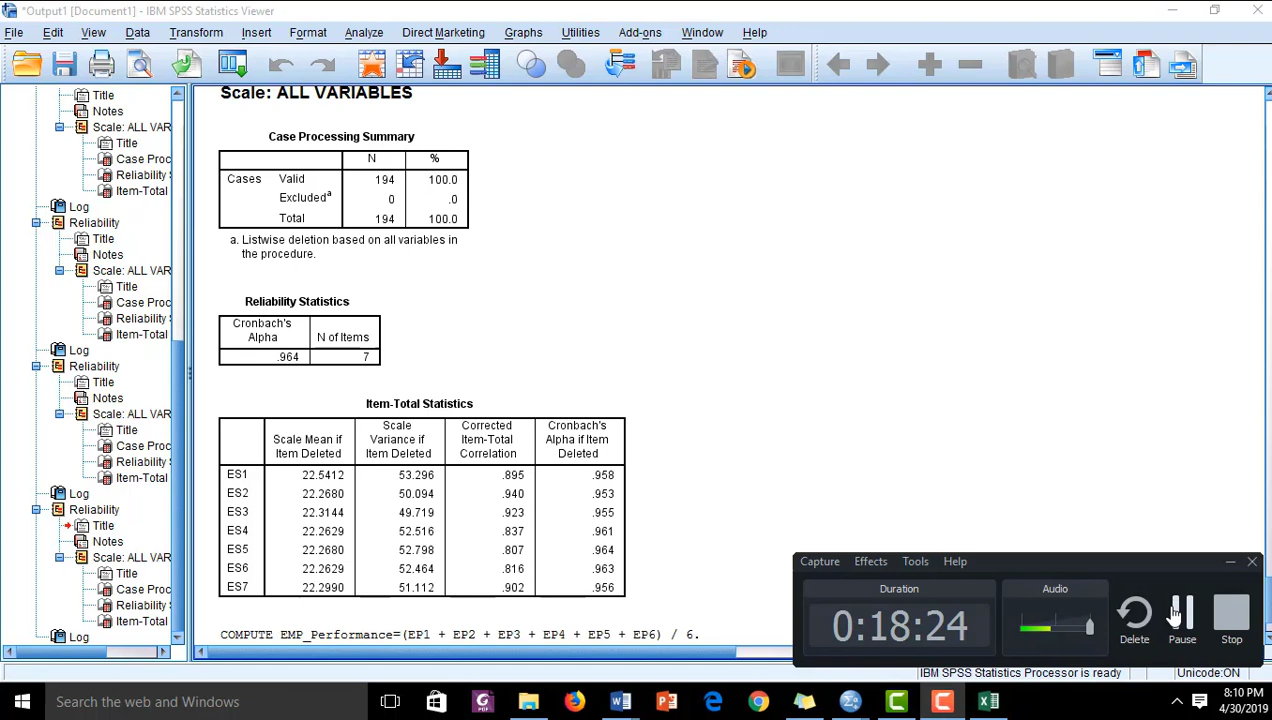 *Output1 [Document1] - IBM SPSS Statistics Viewer
File Edit View Data Transform Insert Format Analyze Direct Marketing Graphs Utilities Add-ons Window Help
Title
Notes
Scale: ALL VAR
Title
Case Proc
Reliability S
Item-Total
Log
Reliability
Title
Notes
Scale: ALL VAR
Title
Case Proc
Reliability S
Item-Total
Log
Reliability
Title
Notes
Scale: ALL VAR
Title
Case Proc
Reliability S
Item-Total
Log
Reliability
Title
Notes
Scale: ALL VAR
Title
Case Proc
Reliability S
Item-Total
Log
Scale: ALL VARIABLES
Case Processing Summary
N %
Cases Valid 194 100.0
Excludeda 0 .0
Total 194 100.0
a. Listwise deletion based on all variables in
the procedure.
Reliability Statistics
Cronbach's
Alpha N of Items
.964 7
Item-Total Statistics
Scale Mean if Item Deleted Scale Variance if Item Deleted Corrected Item-Total Correlation Cronbach's Alpha if Item Deleted
ES1 22.5412 53.296 .895 .958
ES2 22.2680 50.094 .940 .953
ES3 22.3144 49.719 .923 .955
ES4 22.2629 52.516 .837 .961
ES5 22.2680 52.798 .807 .964
ES6 22.2629 52.464 .816 .963
ES7 22.2990 51.112 .902 .956
COMPUTE EMP_Performance=(EP1 + EP2 + EP3 + EP4 + EP5 + EP6) / 6.
Capture Effects Tools Help
Duration
0:18:24
Audio
Delete Pause Stop
IBM SPSS Statistics Processor is ready Unicode:ON
Search the web and Windows
8:10 PM
4/30/2019